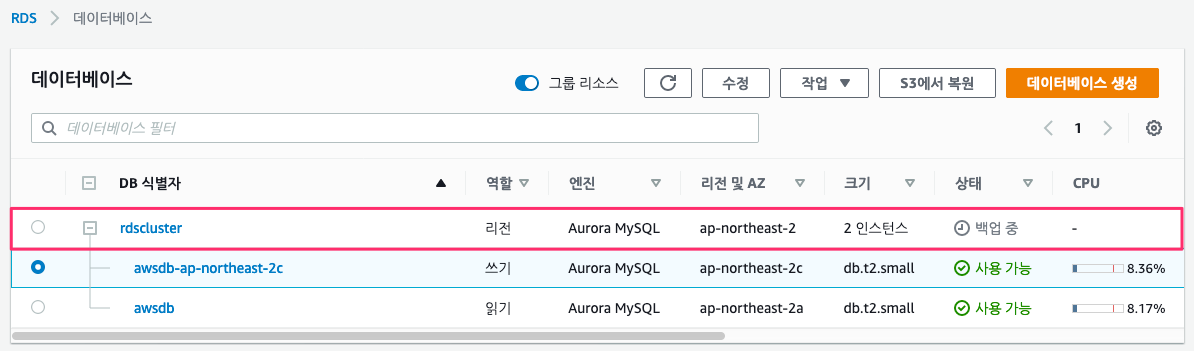 RDS > 데이터베이스
데이터베이스 그룹 리소스 수정 작업 S3에서 복원 데이터베이스 생성
데이터베이스 필터 1
DB 식별자 역할 엔진 리전 및 AZ 크기 상태 CPU
rdscluster 리전 Aurora MySQL ap-northeast-2 2 인스턴스 백업 중 -
awsdb-ap-northeast-2c 쓰기 Aurora MySQL ap-northeast-2c db.t2.small 사용 가능 8.36%
awsdb 읽기 Aurora MySQL ap-northeast-2a db.t2.small 사용 가능 8.17%